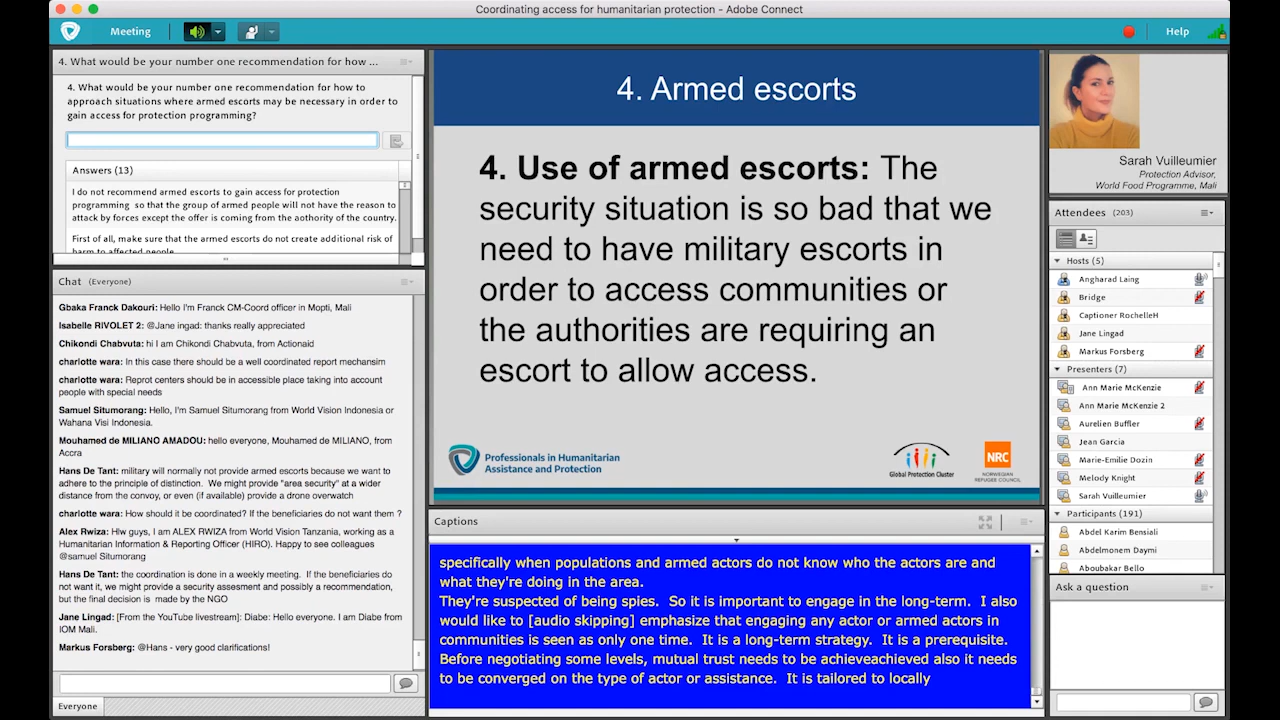 Coordinating access for humanitarian protection - Adobe Connect
Meeting
Help
4. What would be your number one recommendation for how ...
4. What would be your number one recommendation for how to
approach situations where armed escorts may be necessary in order to
gain access for protection programming?
Answers (13)
I do not recommend armed escorts to gain access for protection
programming so that the group of armed people will not have the reason to
attack by forces except the offer is coming from the authority of the country.
First of all, make sure that the armed escorts do not create additional risk of
harm to affected people
Chat (Everyone)
Gbaka Franck Dakouri: Hello I'm Franck CM-Coord officer in Mopti, Mali
Isabelle RIVOLET 2: @Jane ingad: thanks really appreciated
Chikondi Chabvuta: hi I am Chikondi Chabvuta, from Actionaid
charlotte wara: In this case there should be a well coordinated report mechansim
charlotte wara: Reprot centers should be in accessible place taking into account
people with special needs
Samuel Situmorang: Hello, I'm Samuel Situmorang from World Vision Indonesia or
Wahana Visi Indonesia.
Mouhamed de MILIANO AMADOU: hello everyone, Mouhamed de MILIANO, from
Accra
Hans De Tant: military will normally not provide armed escorts because we want to
adhere to the principle of distinction. We might provide "area security" at a wider
distance from the convoy, or even (if available) provide a drone overwatch
charlotte wara: How should it be coordinated? If the beneficiaries do not want them ?
Alex Rwiza: HIw guys, I am ALEX RWIZA from World Vision Tanzania, working as a
Humanitarian Information & Reporting Officer (HIRO). Happy to see colleagues
@samuel Situmorang
Hans De Tant: the coordination is done in a weekly meeting. If the beneficiaries do
not want it, we might provide a security assesment and possibly a recommendation,
but the final decision is made by the NGO
Jane Lingad: [From the YouTube livestream]: Diabe: Hello everyone. I am Diabe from
IOM Mali.
Markus Forsberg: @Hans - very good clarifications!
Everyone
4. Armed escorts
4. Use of armed escorts: The
security situation is so bad that we
need to have military escorts in
order to access communities or
the authorities are requiring an
escort to allow access.
Professionals in Humanitarian
Assistance and Protection
Global Protection Cluster
NRC
NORWEGIAN
REFUGEE COUNCIL
Captions
specifically when populations and armed actors do not know who the actors are and
what they're doing in the area.
They're suspected of being spies. So it is important to engage in the long-term. I also
would like to [audio skipping] emphasize that engaging any actor or armed actors in
communities is seen as only one time. It is a long-term strategy. It is a prerequisite.
Before negotiating some levels, mutual trust needs to be achieveachieved also it needs
to be converged on the type of actor or assistance. It is tailored to locally
Sarah Vuilleumier
Protection Advisor,
World Food Programme, Mali
Attendees (203)
Hosts (5)
Angharad Laing
Bridge
Captioner RochelleH
Jane Lingad
Markus Forsberg
Presenters (7)
Ann Marie McKenzie
Ann Marie McKenzie 2
Aurelien Buffler
Jean Garcia
Marie-Emilie Dozin
Melody Knight
Sarah Vuilleumier
Participants (191)
Abdel Karim Bensiali
Abdelmonem Daymi
Aboubakar Bello
Ask a question